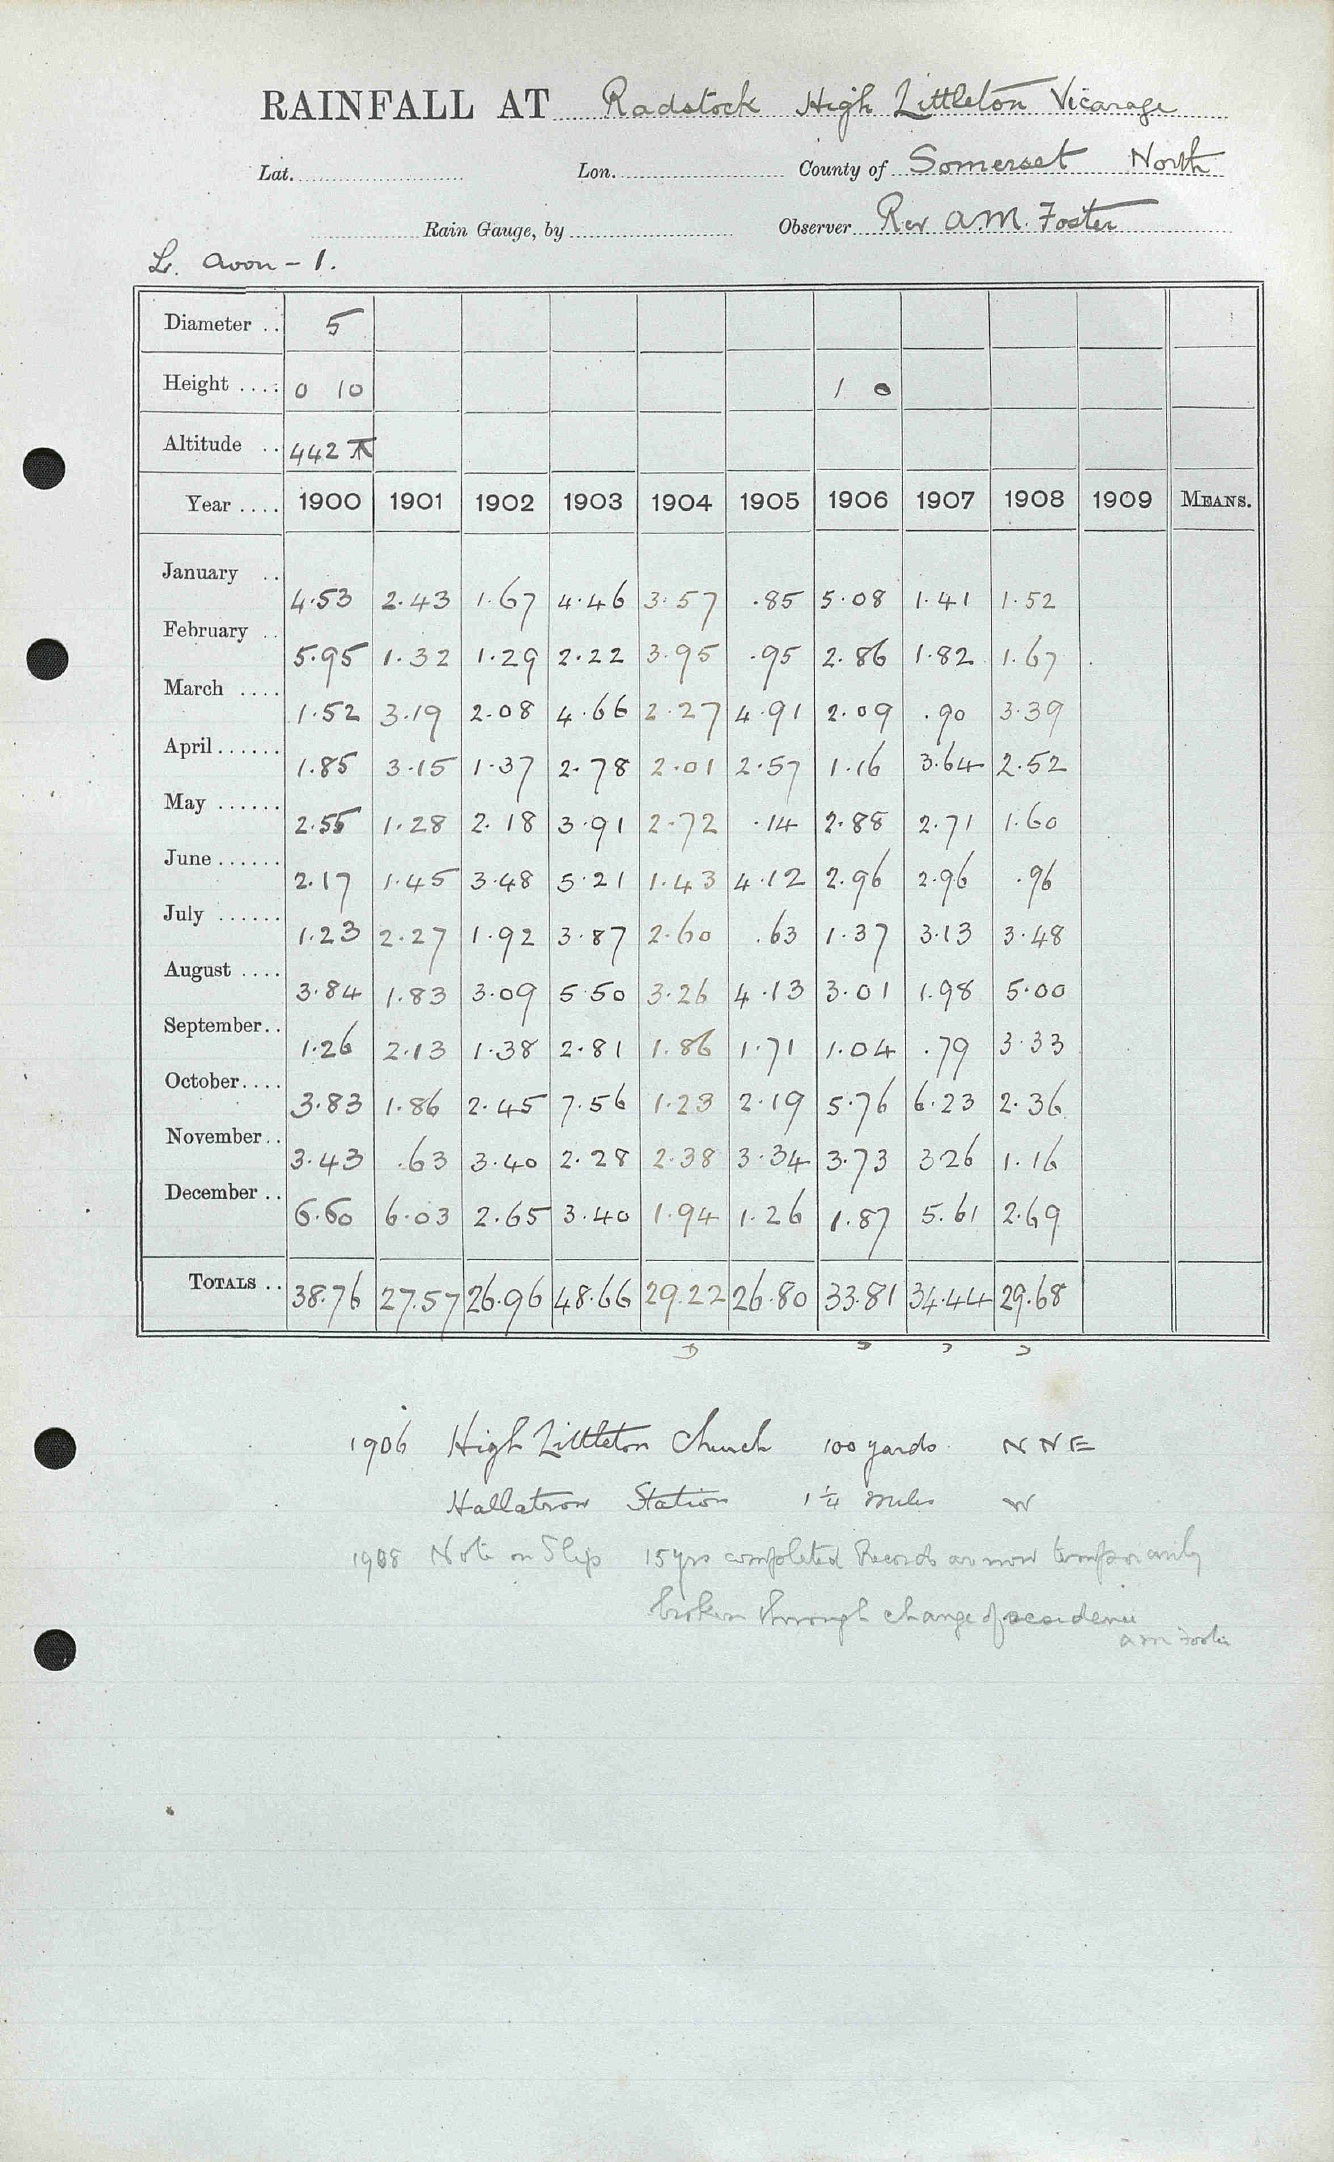 RAINFALL AT Radstock High Littleton Vicarage
Lat. Lon. County of Somerset North
Rain Gauge, by Observer Rev A.M. Foster
L. Avon - 1.
Diameter .. 5
Height .... 0 10 1 0
Altitude .. 442
Year .... 1900 1901 1902 1903 1904 1905 1906 1907 1908 1909 MEANS.
January .. 4.53 2.43 1.67 4.46 3.57 .85 5.08 1.41 1.52
February .. 5.95 1.32 1.29 2.22 3.95 .95 2.86 1.82 1.67
March .... 1.52 3.19 2.08 4.66 2.27 4.91 2.09 .90 3.39
April ...... 1.85 3.15 1.37 2.78 2.01 2.57 1.16 3.64 2.52
May ...... 2.55 1.28 2.18 3.91 2.72 .14 2.88 2.71 1.60
June ...... 2.17 1.45 3.48 5.21 1.43 4.12 2.96 2.96 .96
July ...... 1.23 2.27 1.92 3.87 2.60 .63 1.37 3.13 3.48
August .... 3.84 1.83 3.09 5.50 3.26 4.13 3.01 1.98 5.00
September.. 1.26 2.13 1.38 2.81 1.86 1.71 1.04 .79 3.33
October.... 3.83 1.86 2.45 7.56 1.23 2.19 5.76 6.23 2.36
November.. 3.43 .63 3.40 2.28 2.38 3.34 3.73 3.26 1.16
December .. 6.60 6.03 2.65 3.40 1.94 1.26 1.87 5.61 2.69
TOTALS .. 38.76 27.57 26.96 48.66 29.22 26.80 33.81 34.44 29.68
1906 High Littleton Church 100 yards N N E
Hallatrow Station 1 1/4 miles W
1908 Note on Slip 15 yrs completed Records are now temporarily
broken through change of residence
A M Foster